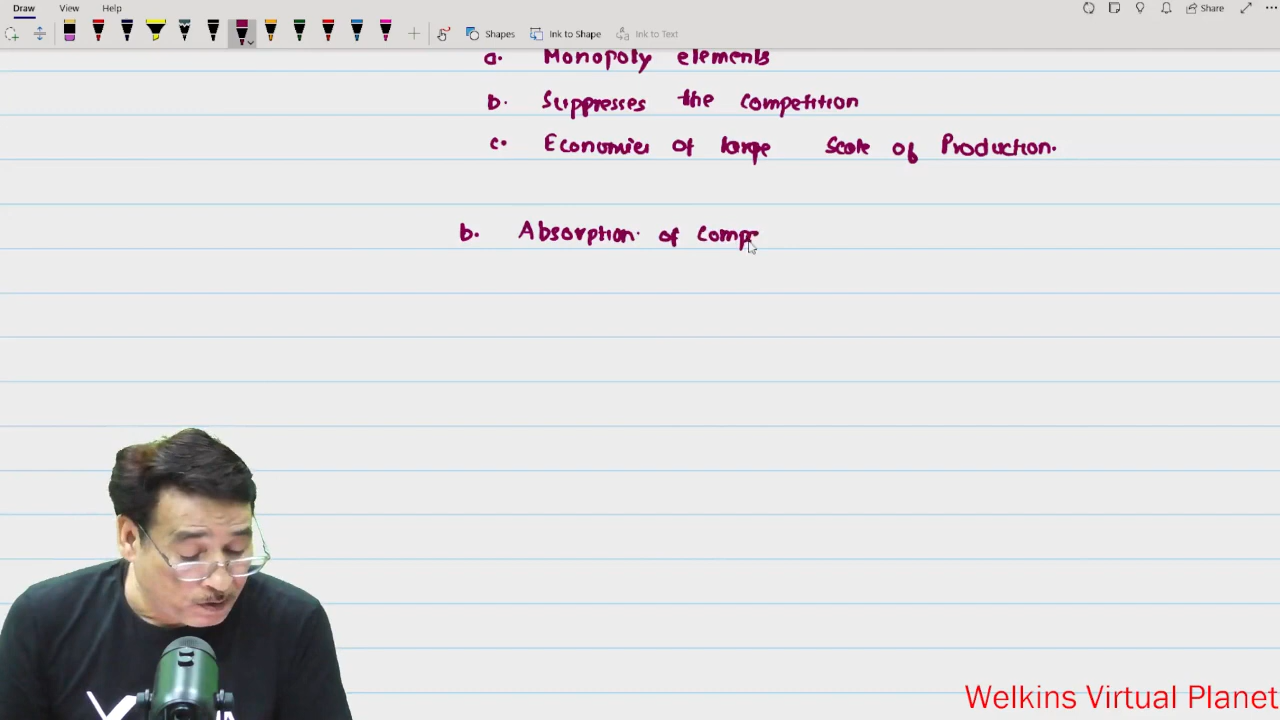 Draw View Help Share
Shapes Ink to Shape Ink to Text
a. Monopoly elements
b. Suppresses the competition
c. Economies of large Scale of Production.
b. Absorption of Compe
Welkins Virtual Planet